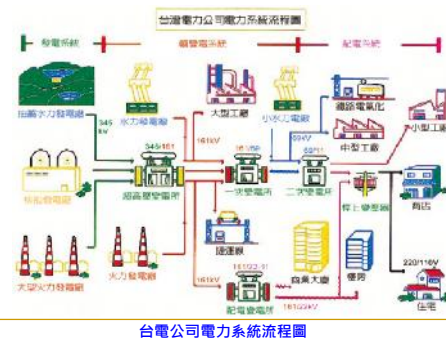 台灣電力公司電力系統流程圖
發電系統
輸變電系統
配電系統
抽蓄水力發電廠
水力發電廠
大型工廠
小水力電廠
鐵路電氣化
中型工廠
小型工廠
345
kV
345/161
161kV
161/69
69kV
69/11
核能發電廠
超高壓變電所
一次變電所
二次變電所
桿上變壓器
商店
捷運線
大型火力發電廠
火力發電廠
161kV
配電變電所
商業大樓
樓房
220/110V
住宅
台電公司電力系統流程圖